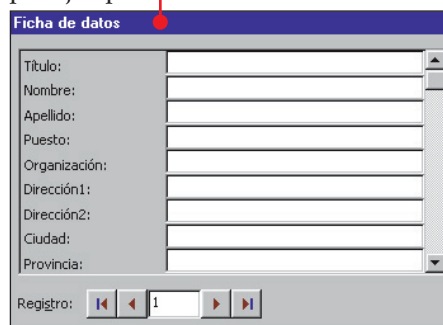 Ficha de datos
Título:
Nombre:
Apellido:
Puesto:
Organización:
Dirección1:
Dirección2:
Ciudad:
Provincia:
Registro: 1